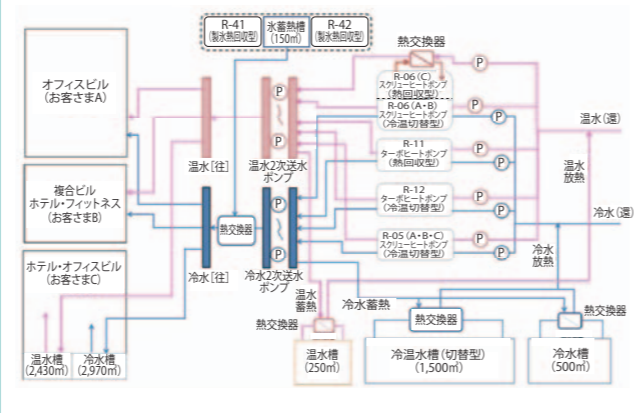 R-41
(製氷熱回収型)
氷蓄熱槽
(150㎥)
R-42
(製氷熱回収型)
オフィスビル
(お客さまA)
複合ビル
ホテル・フィットネス
(お客さまB)
ホテル・オフィスビル
(お客さまC)
温水槽
(2,430㎥)
冷水槽
(2,970㎥)
温水[往]
冷水[往]
P
P
温水2次送水
ポンプ
熱交換器
P
P
冷水2次送水
ポンプ
熱交換器
R-06(C)
スクリューヒートポンプ
(熱回収型)
R-06(A・B)
スクリューヒートポンプ
(冷温切替型)
R-11
ターボヒートポンプ
(熱回収型)
R-12
ターボヒートポンプ
(冷温切替型)
R-05(A・B・C)
スクリューヒートポンプ
(冷温切替型)
P
P
P
P
P
P
P
P
P
温水(還)
温水
放熱
冷水(還)
冷水
放熱
温水
蓄熱
冷水蓄熱
熱交換器
温水槽
(250㎥)
熱交換器
冷温水槽(切替型)
(1,500㎥)
熱交換器
冷水槽
(500㎥)